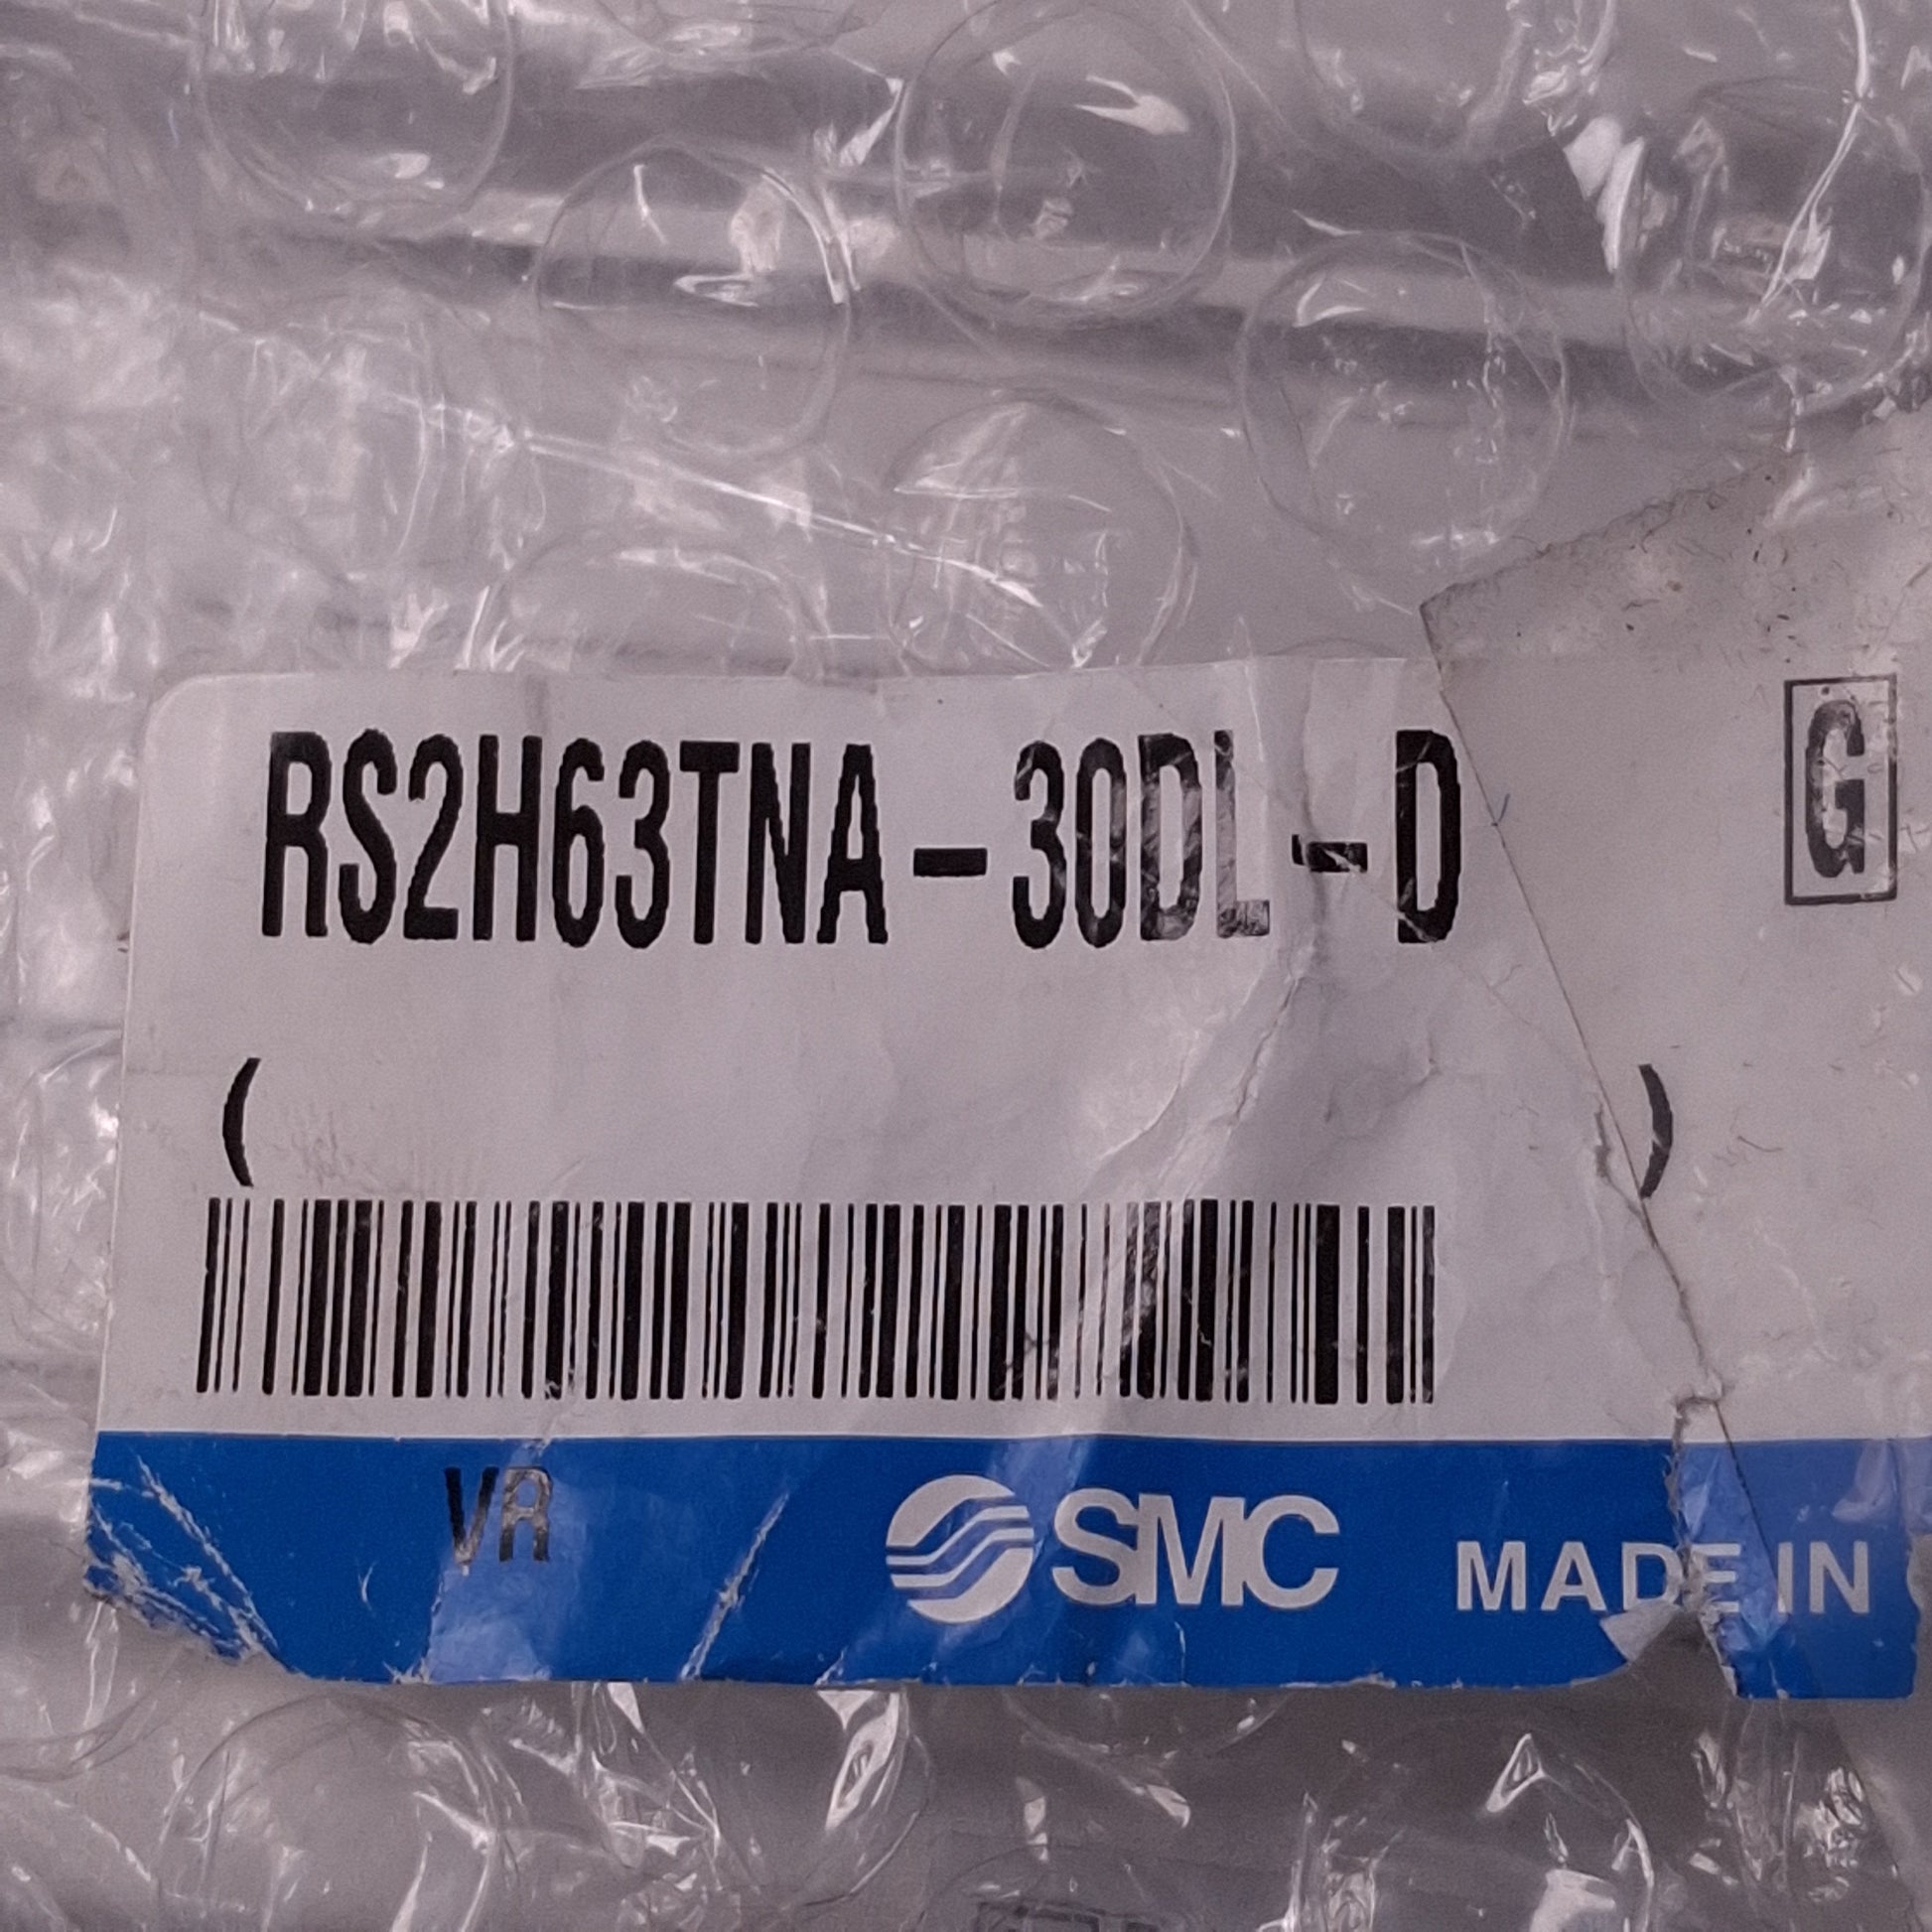 RS2H63TNA-30DL-D
G
( )
VR
SMC MADE IN